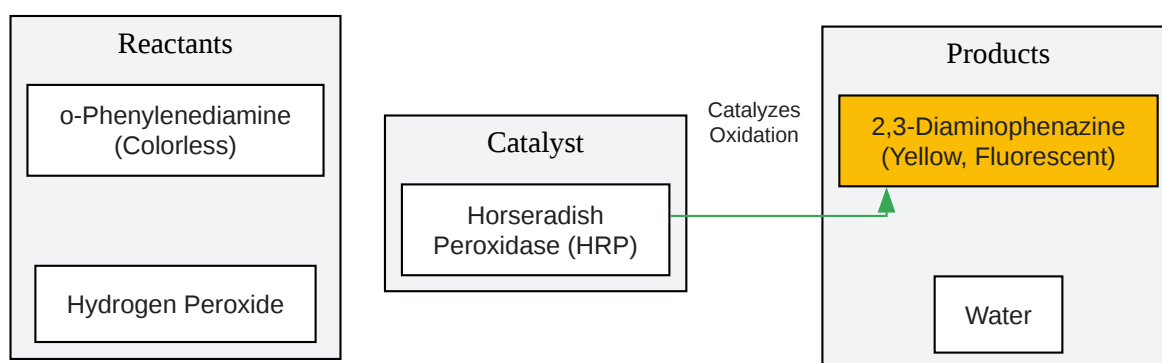 Reactants
o-Phenylenediamine
(Colorless)
Hydrogen Peroxide
Catalyst
Horseradish
Peroxidase (HRP)
Catalyzes
Oxidation
Products
2,3-Diaminophenazine
(Yellow, Fluorescent)
Water